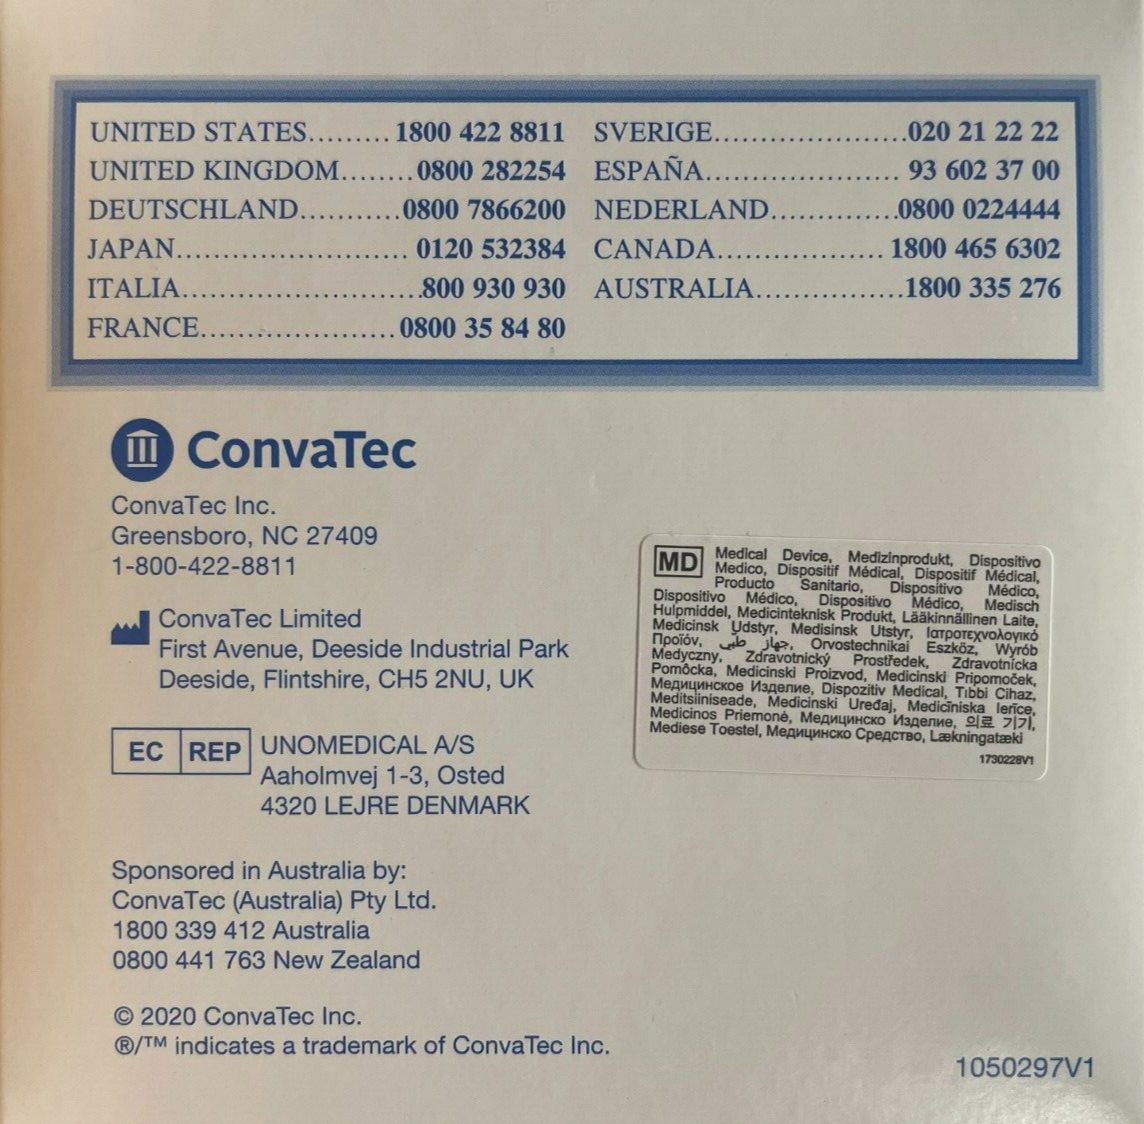 UNITED STATES.........1800 422 8811
UNITED KINGDOM........0800 282254
DEUTSCHLAND...........0800 7866200
JAPAN.........................0120 532384
ITALIA..........................800 930 930
FRANCE.....................0800 35 84 80
SVERIGE.....................020 21 22 22
ESPAÑA......................93 602 37 00
NEDERLAND..............0800 0224444
CANADA...................1800 465 6302
AUSTRALIA.................1800 335 276
ConvaTec
ConvaTec Inc.
Greensboro, NC 27409
1-800-422-8811
ConvaTec Limited
First Avenue, Deeside Industrial Park
Deeside, Flintshire, CH5 2NU, UK
EC REP
UNOMEDICAL A/S
Aaholmvej 1-3, Osted
4320 LEJRE DENMARK
Sponsored in Australia by:
ConvaTec (Australia) Pty Ltd.
1800 339 412 Australia
0800 441 763 New Zealand
© 2020 ConvaTec Inc.
®/™ indicates a trademark of ConvaTec Inc.
MD
Medical Device, Medizinprodukt, Dispositivo
Medico, Dispositif Médical, Dispositif Médical,
Producto Sanitario, Dispositivo Médico,
Dispositivo Médico, Dispositivo Médico, Medisch
Hulpmiddel, Medicinteknisk Produkt, Lääkinnällinen Laite,
Medicinsk Udstyr, Medisinsk Utstyr, Ιατροτεχνολογικό
Προϊόν, جهاز طبي, Orvostechnikai Eszköz, Wyrób
Medyczny, Zdravotnický Prostředek, Zdravotnícka
Pomôcka, Medicinski Proizvod, Medicinski Pripomoček,
Медицинское Изделие, Dispozitiv Medical, Tıbbi Cihaz,
Meditsiiniseade, Medicinski Uređaj, Medicīniska Ierīce,
Medicinos Priemonė, Медицинско Изделие, 의료 기기,
Mediese Toestel, Медицинско Средство, Lækningatæki
1730228V1
1050297V1